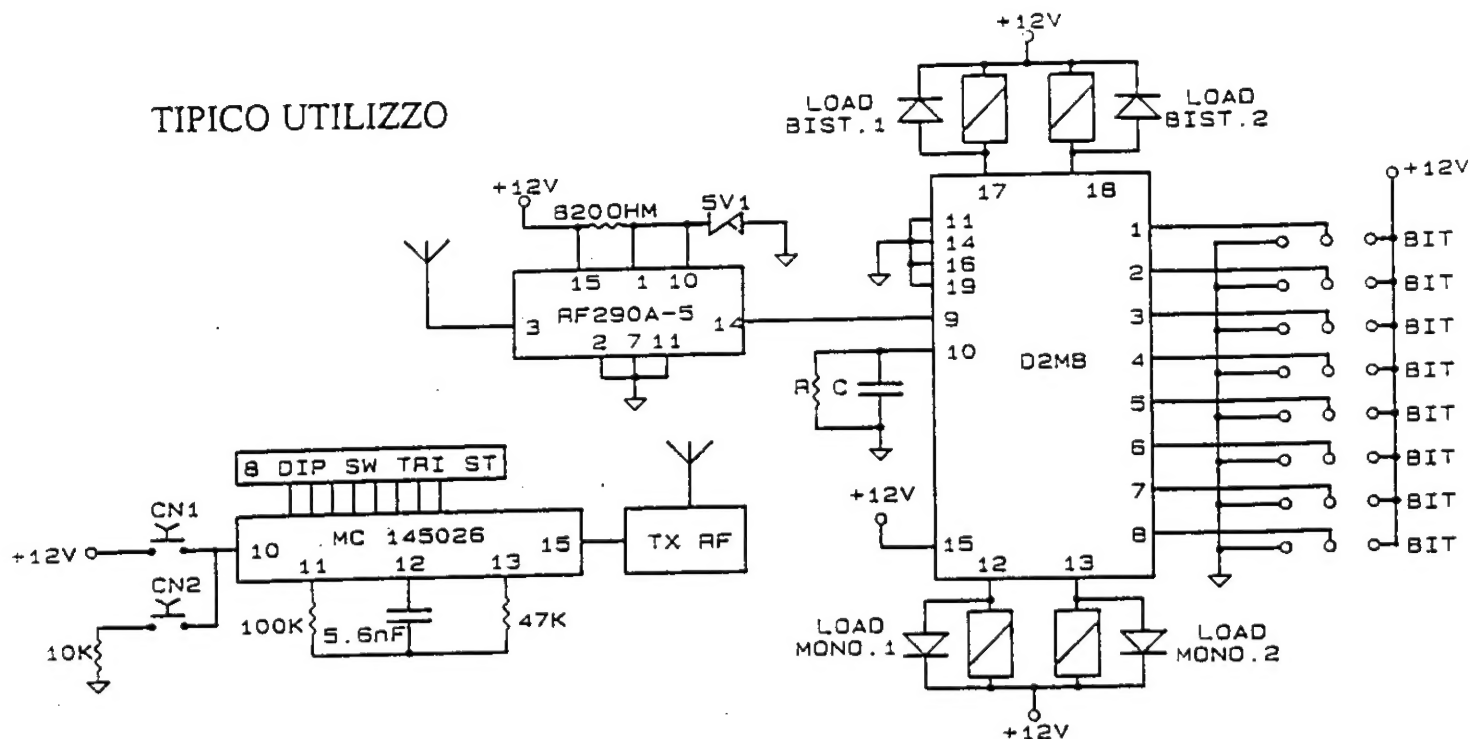 TIPICO UTILIZZO
+12V
LOAD
BIST.1
LOAD
BIST.2
17
18
+12V
820OHM
5V1
15 1 10
3
RF290A-5
14
2 7 11
11
14
16
19
9
10
R
C
D2MB
+12V
15
12
13
1
2
3
4
5
6
7
8
+12V
BIT
BIT
BIT
BIT
BIT
BIT
BIT
BIT
LOAD
MONO.1
LOAD
MONO.2
+12V
8 DIP SW TRI ST
CN1
+12V
10
MC 145026
15
11 12 13
TX RF
CN2
10K
100K
5.6nF
47K